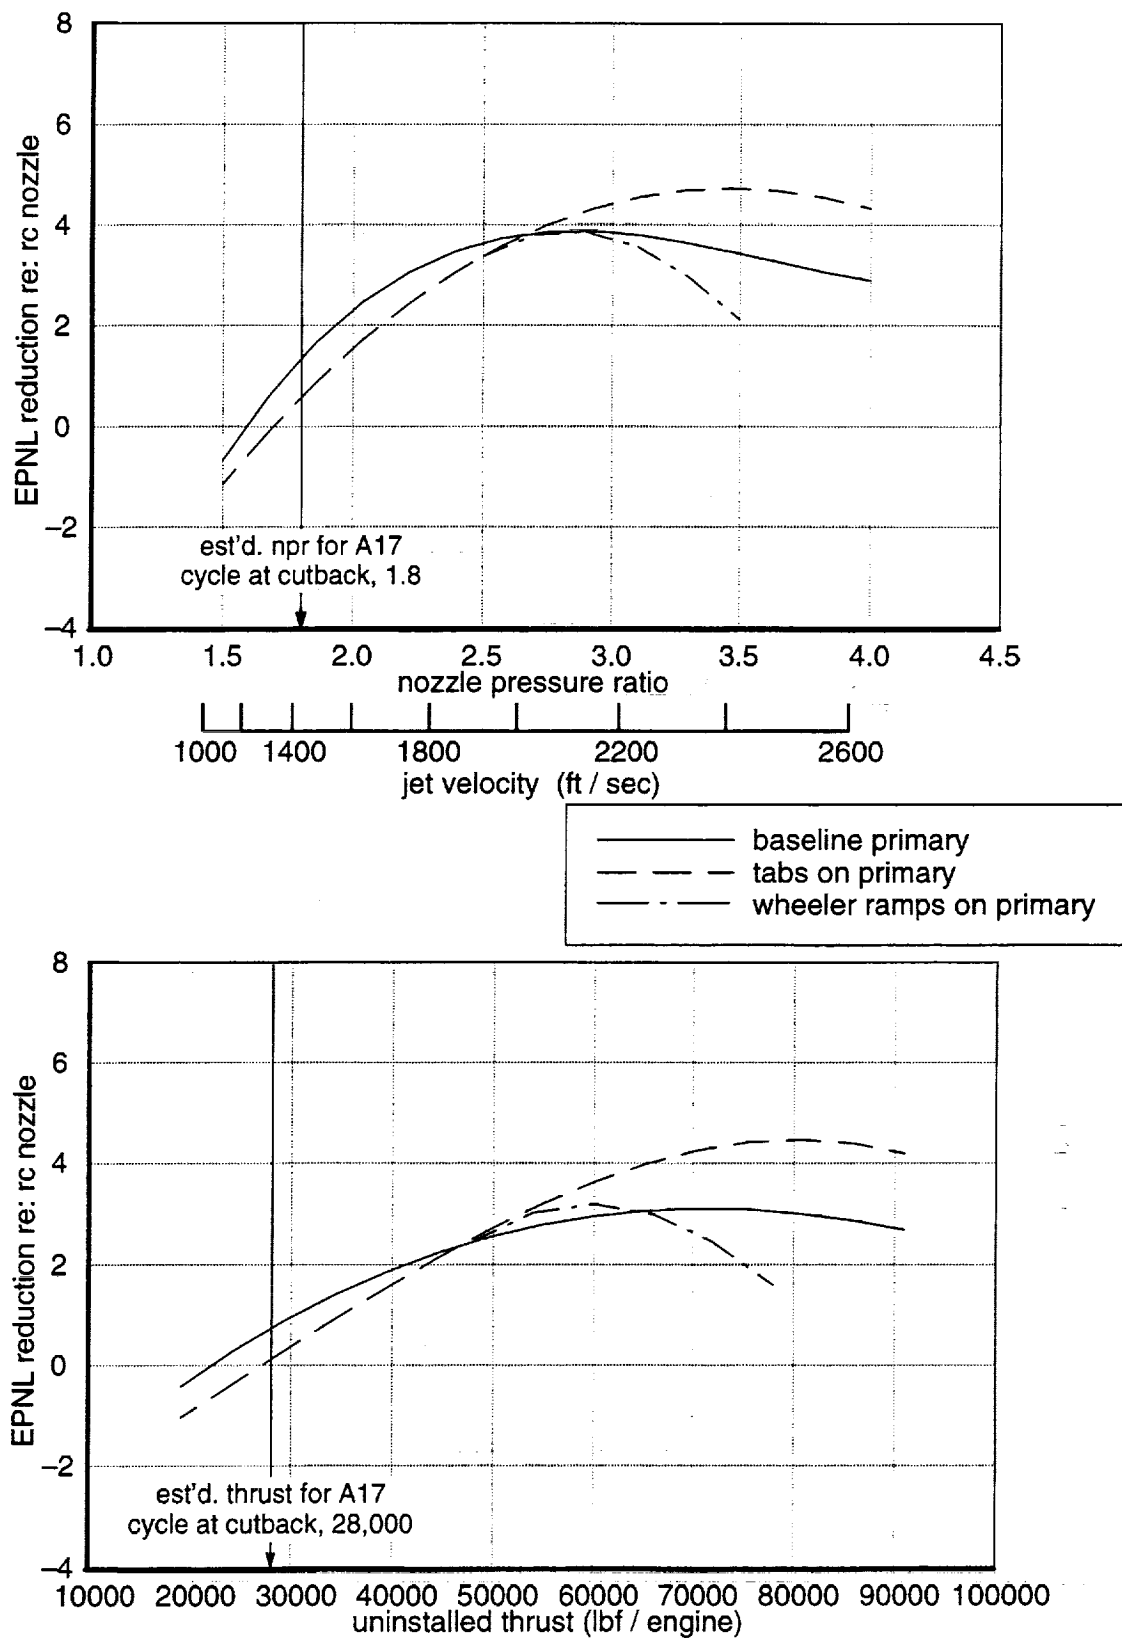 8
6
4
2
0
−2
−4
EPNL reduction re: rc nozzle
est'd. npr for A17
cycle at cutback, 1.8
1.0 1.5 2.0 2.5 3.0 3.5 4.0 4.5
nozzle pressure ratio
1000 1400 1800 2200 2600
jet velocity (ft / sec)
baseline primary
tabs on primary
wheeler ramps on primary
8
6
4
2
0
−2
−4
EPNL reduction re: rc nozzle
est'd. thrust for A17
cycle at cutback, 28,000
10000 20000 30000 40000 50000 60000 70000 80000 90000 100000
uninstalled thrust (lbf / engine)